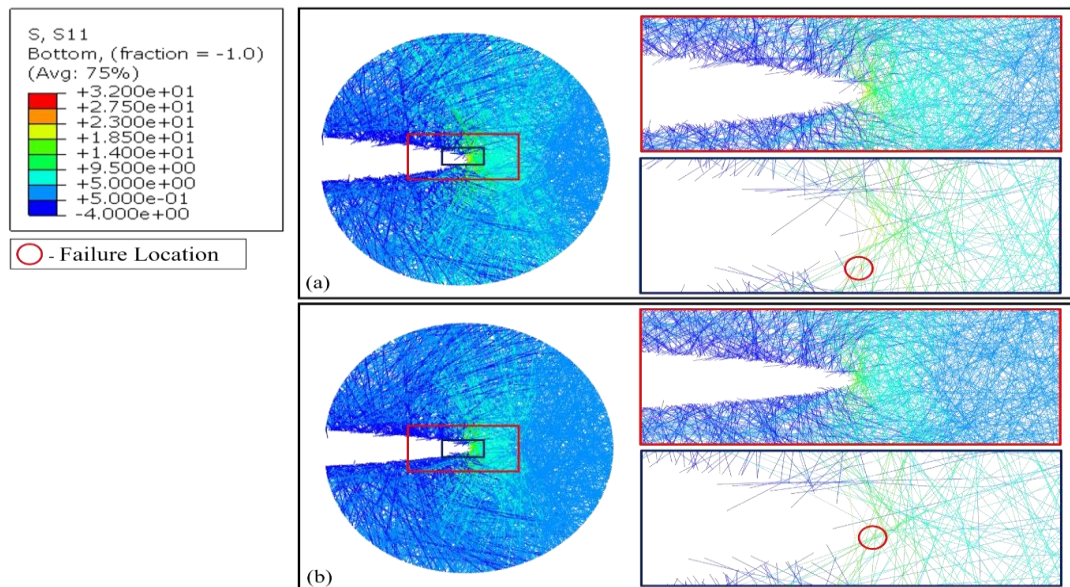 S, S11
Bottom, (fraction = -1.0)
(Avg: 75%)
+3.200e+01
+2.750e+01
+2.300e+01
+1.850e+01
+1.400e+01
+9.500e+00
+5.000e+00
+5.000e-01
-4.000e+00
- Failure Location
(a)
(b)